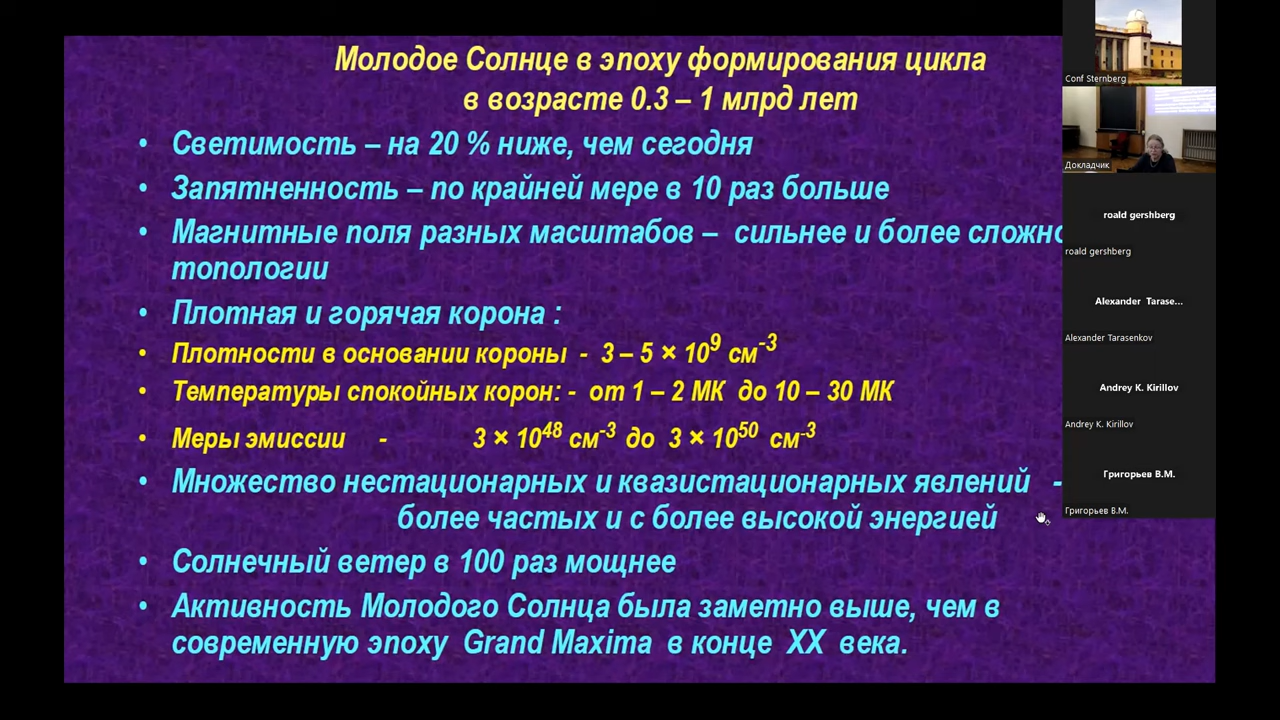 Молодое Солнце в эпоху формирования цикла
в возрасте 0.3 – 1 млрд лет
• Светимость – на 20 % ниже, чем сегодня
• Запятненность – по крайней мере в 10 раз больше
• Магнитные поля разных масштабов – сильнее и более сложно
топологии
• Плотная и горячая корона :
• Плотности в основании короны - 3 – 5 × 10⁹ см⁻³
• Температуры спокойных корон: - от 1 – 2 МК до 10 – 30 МК
• Меры эмиссии - 3 × 10⁴⁸ см⁻³ до 3 × 10⁵⁰ см⁻³
• Множество нестационарных и квазистационарных явлений -
более частых и с более высокой энергией
• Солнечный ветер в 100 раз мощнее
• Активность Молодого Солнца была заметно выше, чем в
современную эпоху Grand Maxima в конце XX века.
Conf Sternberg
Докладчик
roald gershberg
roald gershberg
Alexander Tarase...
Alexander Tarasenkov
Andrey K. Kirillov
Andrey K. Kirillov
Григорьев В.М.
Григорьев В.М.